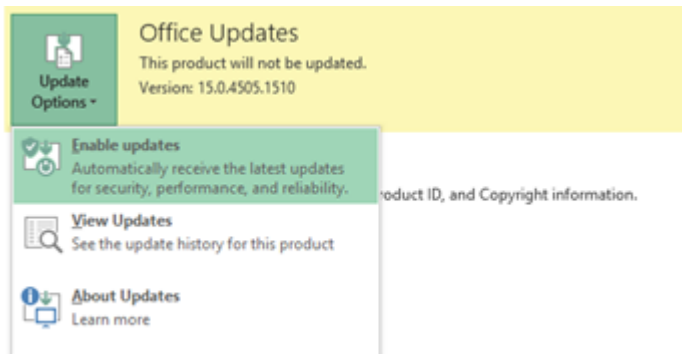 Office Updates
This product will not be updated.
Version: 15.0.4505.1510
Update
Options
Enable updates
Automatically receive the latest updates
for security, performance, and reliability.
roduct ID, and Copyright information.
View Updates
See the update history for this product
About Updates
Learn more